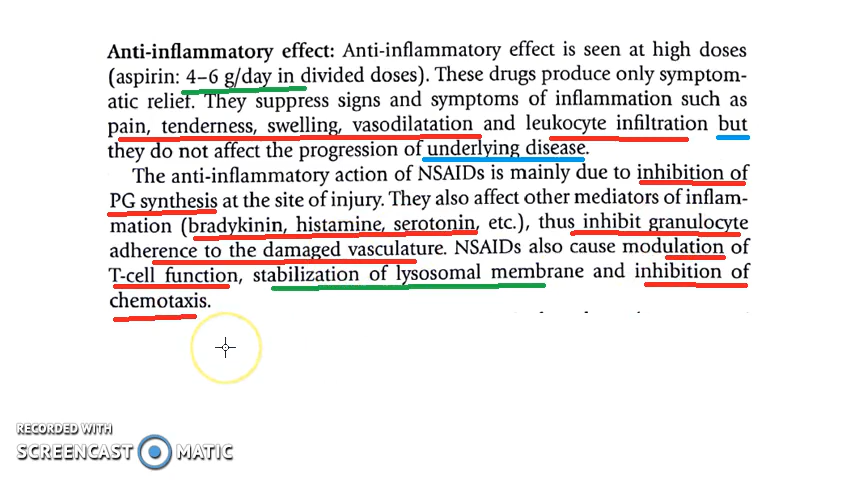 Anti-inflammatory effect: Anti-inflammatory effect is seen at high doses
(aspirin: 4–6 g/day in divided doses). These drugs produce only symptom-
atic relief. They suppress signs and symptoms of inflammation such as
pain, tenderness, swelling, vasodilatation and leukocyte infiltration but
they do not affect the progression of underlying disease.
The anti-inflammatory action of NSAIDs is mainly due to inhibition of
PG synthesis at the site of injury. They also affect other mediators of inflam-
mation (bradykinin, histamine, serotonin, etc.), thus inhibit granulocyte
adherence to the damaged vasculature. NSAIDs also cause modulation of
T-cell function, stabilization of lysosomal membrane and inhibition of
chemotaxis.
RECORDED WITH
SCREENCAST MATIC